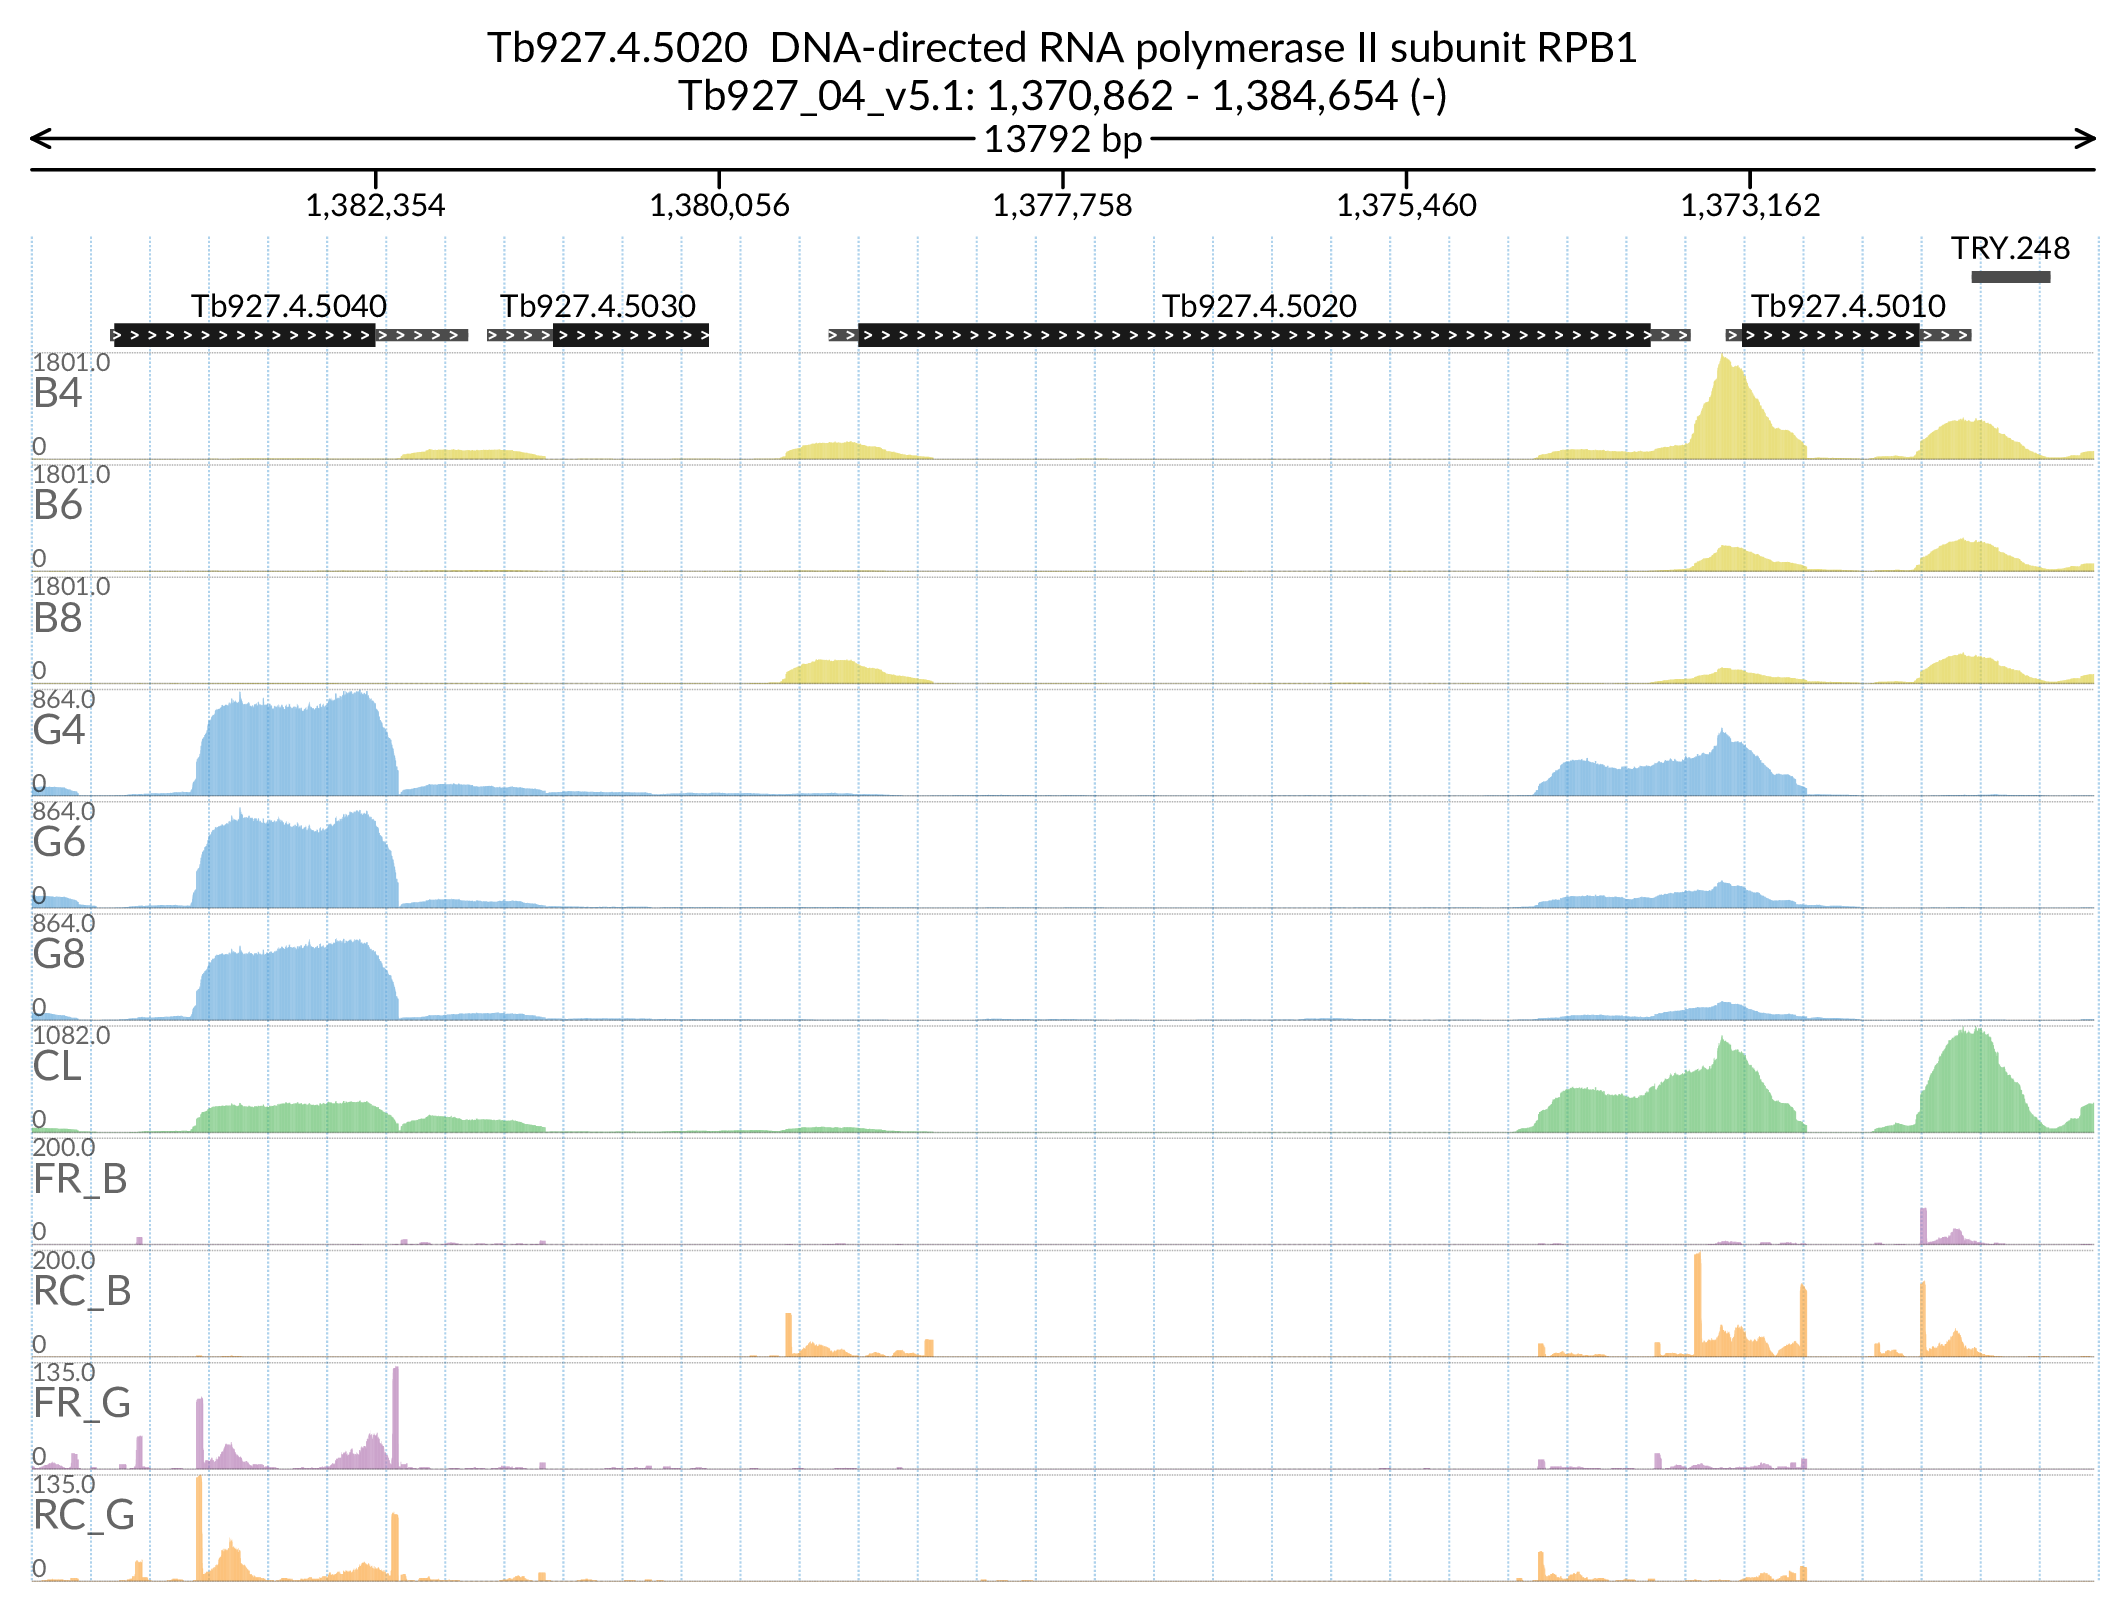 Tb927.4.5020  DNA-directed RNA polymerase II subunit RPB1
Tb927_04_v5.1: 1,370,862 - 1,384,654 (-)
13792 bp
1,382,354 1,380,056 1,377,758 1,375,460 1,373,162
TRY.248
Tb927.4.5040 Tb927.4.5030 Tb927.4.5020 Tb927.4.5010
1801.0
B4
0
1801.0
B6
0
1801.0
B8
0
864.0
G4
0
864.0
G6
0
864.0
G8
0
1082.0
CL
0
200.0
FR_B
0
200.0
RC_B
0
135.0
FR_G
0
135.0
RC_G
0